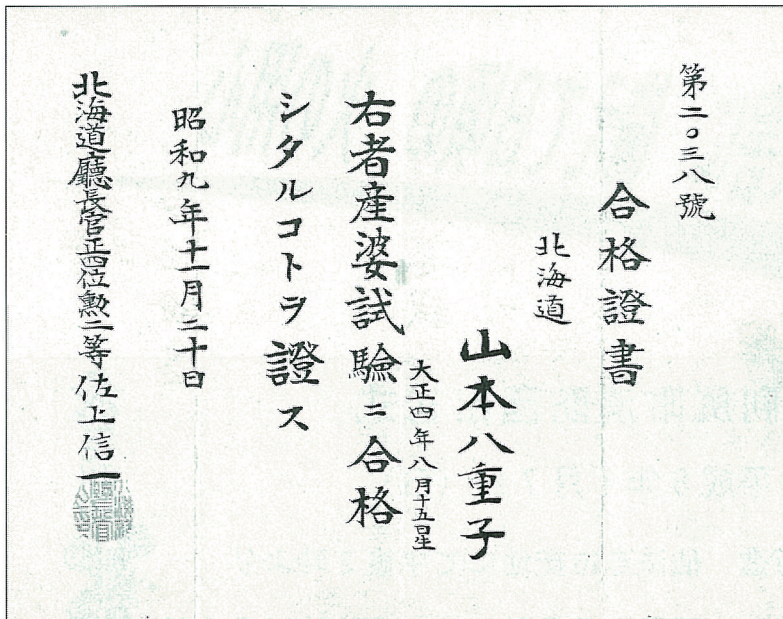 第二〇三八號
合格證書
北海道
山本八重子
大正四年八月十五日生
右者産婆試驗ニ合格
シタルコトヲ證ス
昭和九年十一月二十日
北海道廳長官正四位勲二等佐上信一